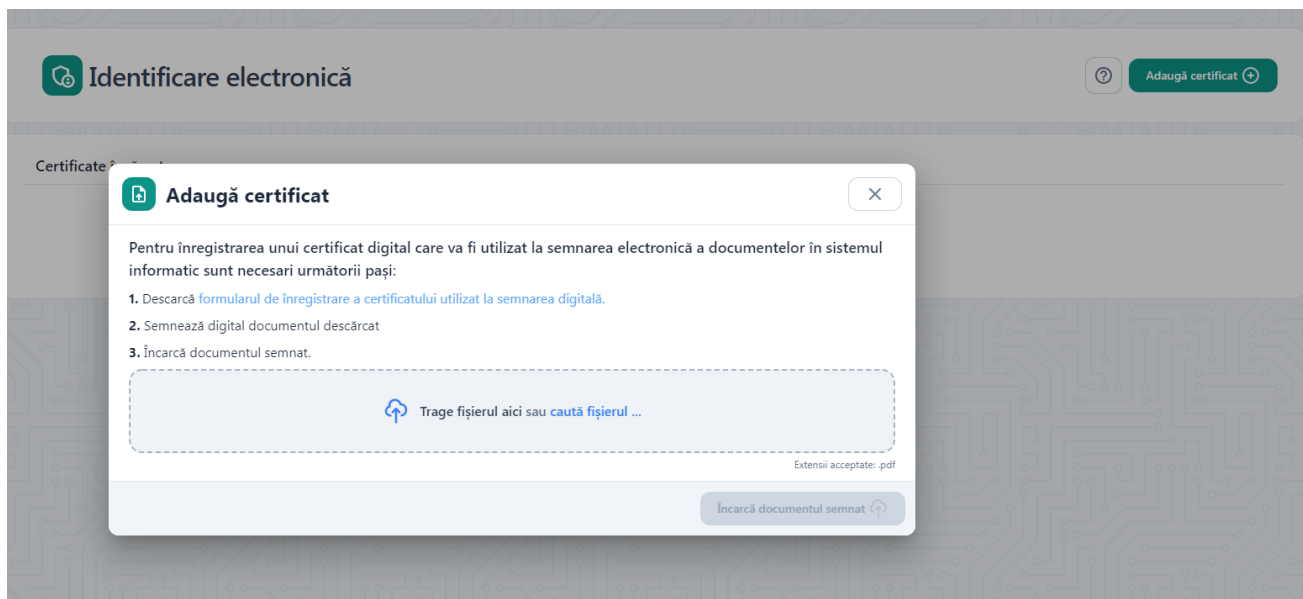 Identificare electronică
Adaugă certificat
Certificate
Adaugă certificat
Pentru înregistrarea unui certificat digital care va fi utilizat la semnarea electronică a documentelor în sistemul
informatic sunt necesari următorii pași:
1. Descarcă formularul de înregistrare a certificatului utilizat la semnarea digitală.
2. Semnează digital documentul descărcat
3. Încarcă documentul semnat.
Trage fișierul aici sau caută fișierul ...
Extensii acceptate: .pdf
Încarcă documentul semnat